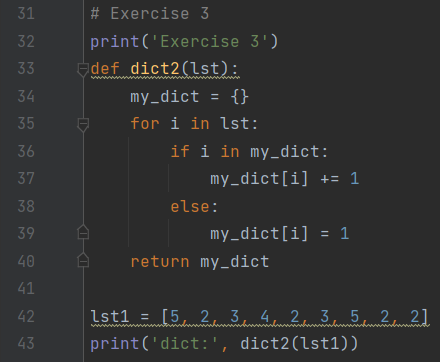 31 # Exercise 3
32 print('Exercise 3')
33 def dict2(lst):
34     my_dict = {}
35     for i in lst:
36         if i in my_dict:
37             my_dict[i] += 1
38         else:
39             my_dict[i] = 1
40     return my_dict
41
42 lst1 = [5, 2, 3, 4, 2, 3, 5, 2, 2]
43 print('dict:', dict2(lst1))